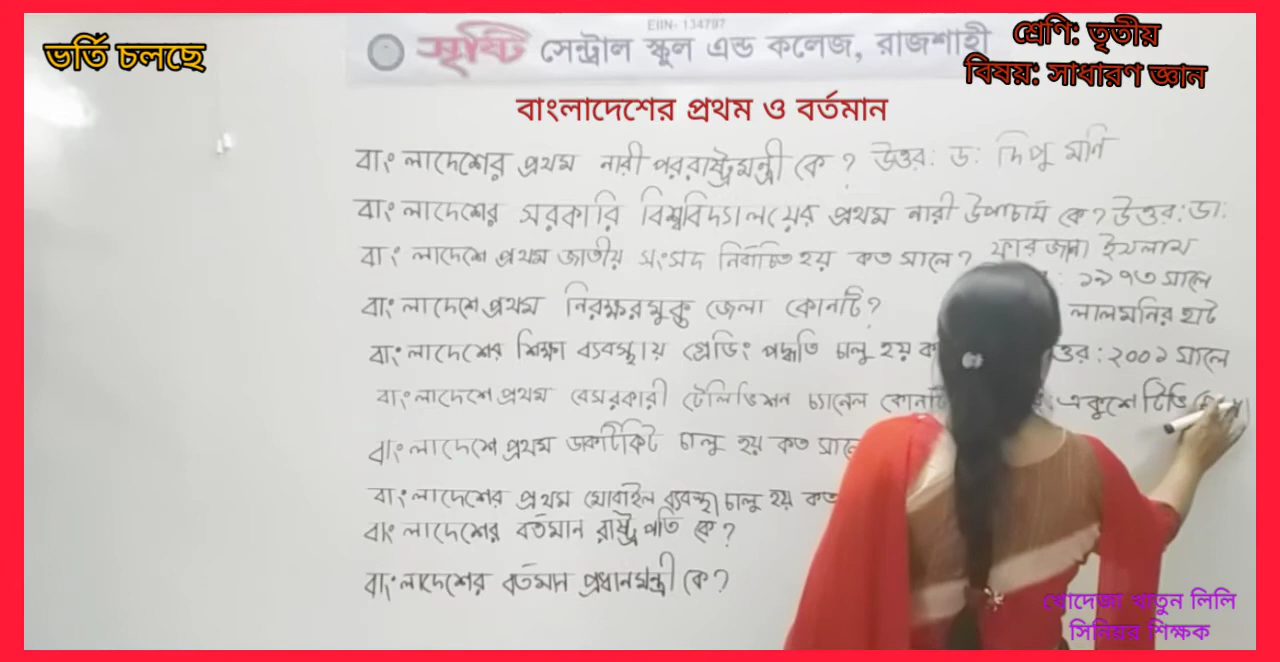 EIIN- 134797
ভর্তি চলছে
সৃষ্টি সেন্ট্রাল স্কুল এন্ড কলেজ, রাজশাহী
শ্রেণি: তৃতীয়
বিষয়: সাধারণ জ্ঞান
বাংলাদেশের প্রথম ও বর্তমান
বাংলাদেশের প্রথম নারী পররাষ্ট্রমন্ত্রী কে? উত্তর: ড: দিপু মনি
বাংলাদেশের সরকারি বিশ্ববিদ্যালয়ের প্রথম নারী উপাচার্য কে? উত্তর: ডা:
ফারজানা ইসলাম
বাংলাদেশে প্রথম জাতীয় সংসদ নির্বাচিত হয় কত সালে? : ১৯৭৩ সালে
বাংলাদেশে প্রথম নিরক্ষরমুক্ত জেলা কোনটি? লালমনির হাট
বাংলাদেশের শিক্ষা ব্যবস্থায় গ্রেডিং পদ্ধতি চালু হয় ক ত্তর: ২০০১ সালে
বাংলাদেশে প্রথম বেসরকারী টেলিভিশন চ্যানেল কোনটি একুশে টিভি
বাংলাদেশে প্রথম ডাকটিকিট চালু হয় কত সালে
বাংলাদেশের প্রথম মোবাইল ব্যবস্থা চালু হয় কত
বাংলাদেশের বর্তমান রাষ্ট্রপতি কে?
বাংলাদেশের বর্তমান প্রধানমন্ত্রী কে?
খোদেজা খাতুন লিলি
সিনিয়র শিক্ষক